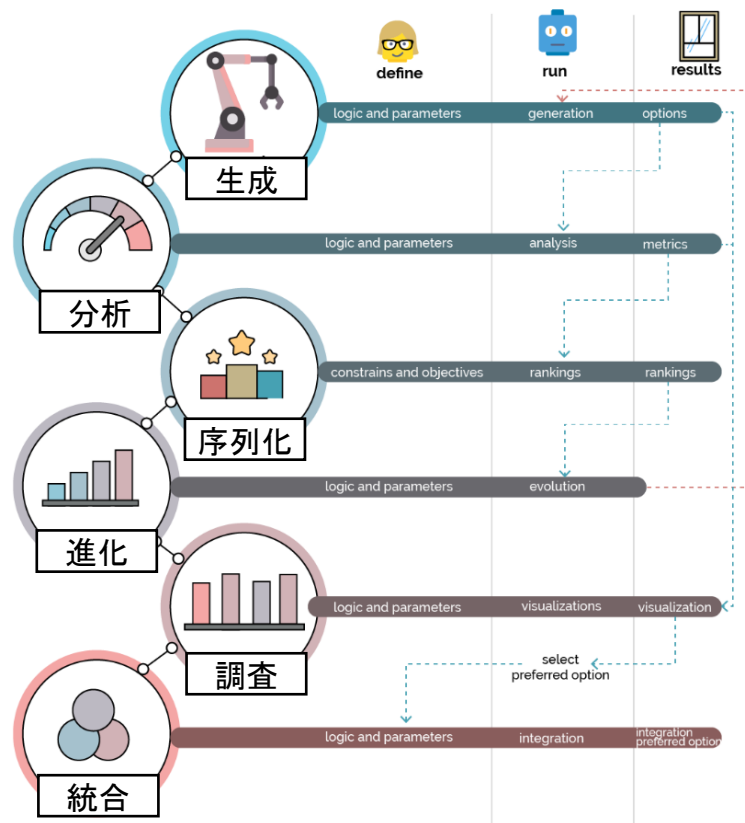 define
run
results
logic and parameters generation options
生成
logic and parameters analysis metrics
分析
constrains and objectives rankings rankings
序列化
logic and parameters evolution
進化
logic and parameters visualizations visualization
調査
select
preferred option
logic and parameters integration integration
preferred option
統合